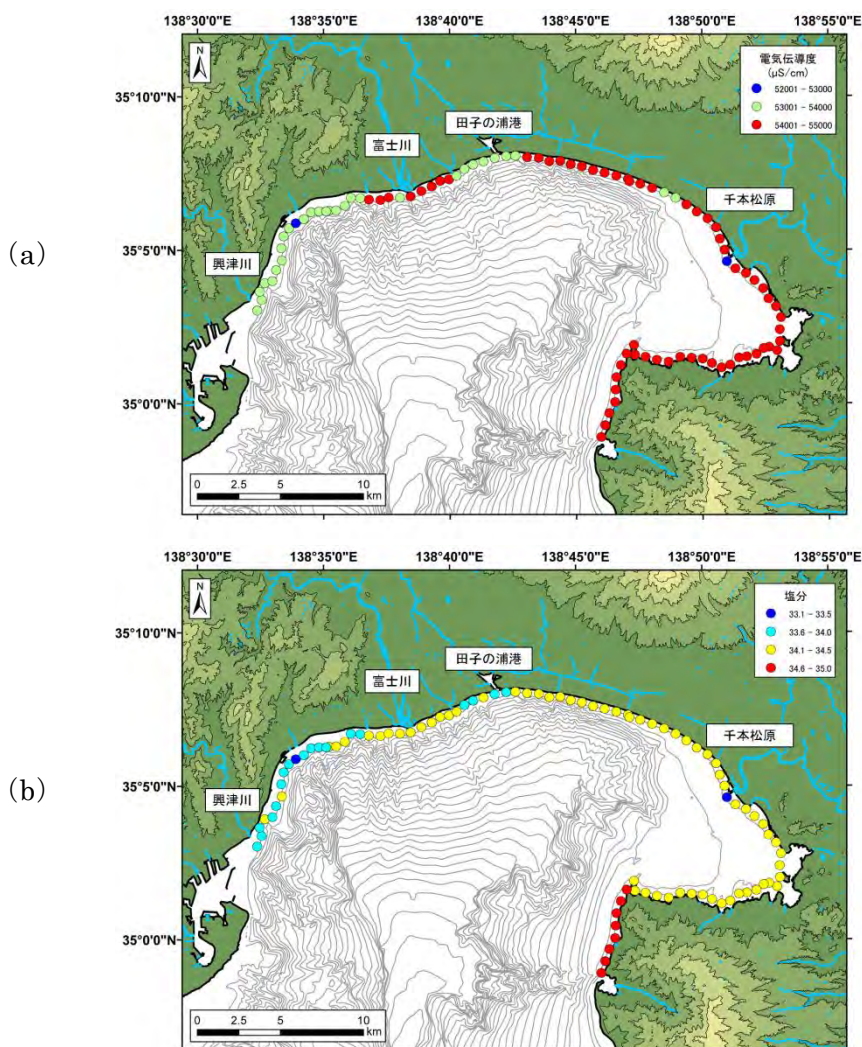 138°30'0"E 138°35'0"E 138°40'0"E 138°45'0"E 138°50'0"E 138°55'0"E
N
電気伝導度
(μS/cm)
52001 - 53000
53001 - 54000
54001 - 55000
35°10'0"N
田子の浦港
富士川
千本松原
(a)
35°5'0"N
興津川
35°0'0"N
0 2.5 5 10
km
138°30'0"E 138°35'0"E 138°40'0"E 138°45'0"E 138°50'0"E 138°55'0"E
N
塩分
33.1 - 33.5
33.6 - 34.0
34.1 - 34.5
34.6 - 35.0
35°10'0"N
田子の浦港
富士川
千本松原
(b)
35°5'0"N
興津川
35°0'0"N
0 2.5 5 10
km